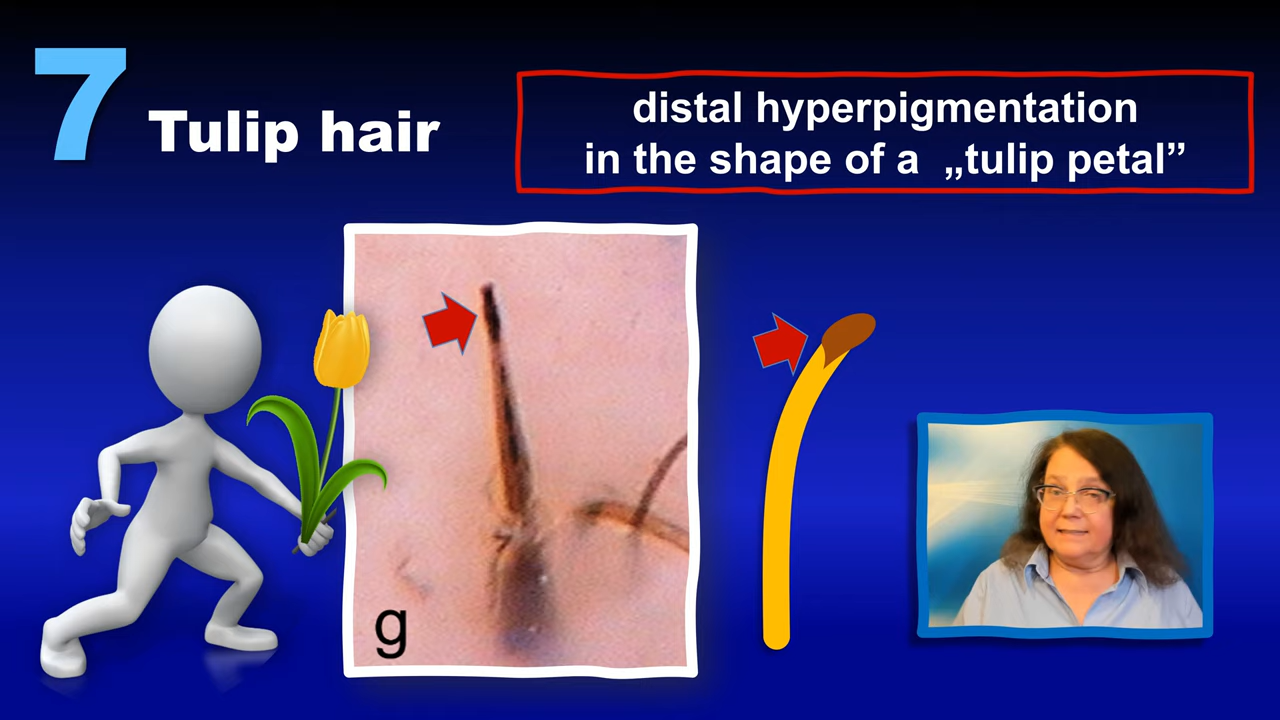 7
Tulip hair
distal hyperpigmentation
in the shape of a „tulip petal”
g